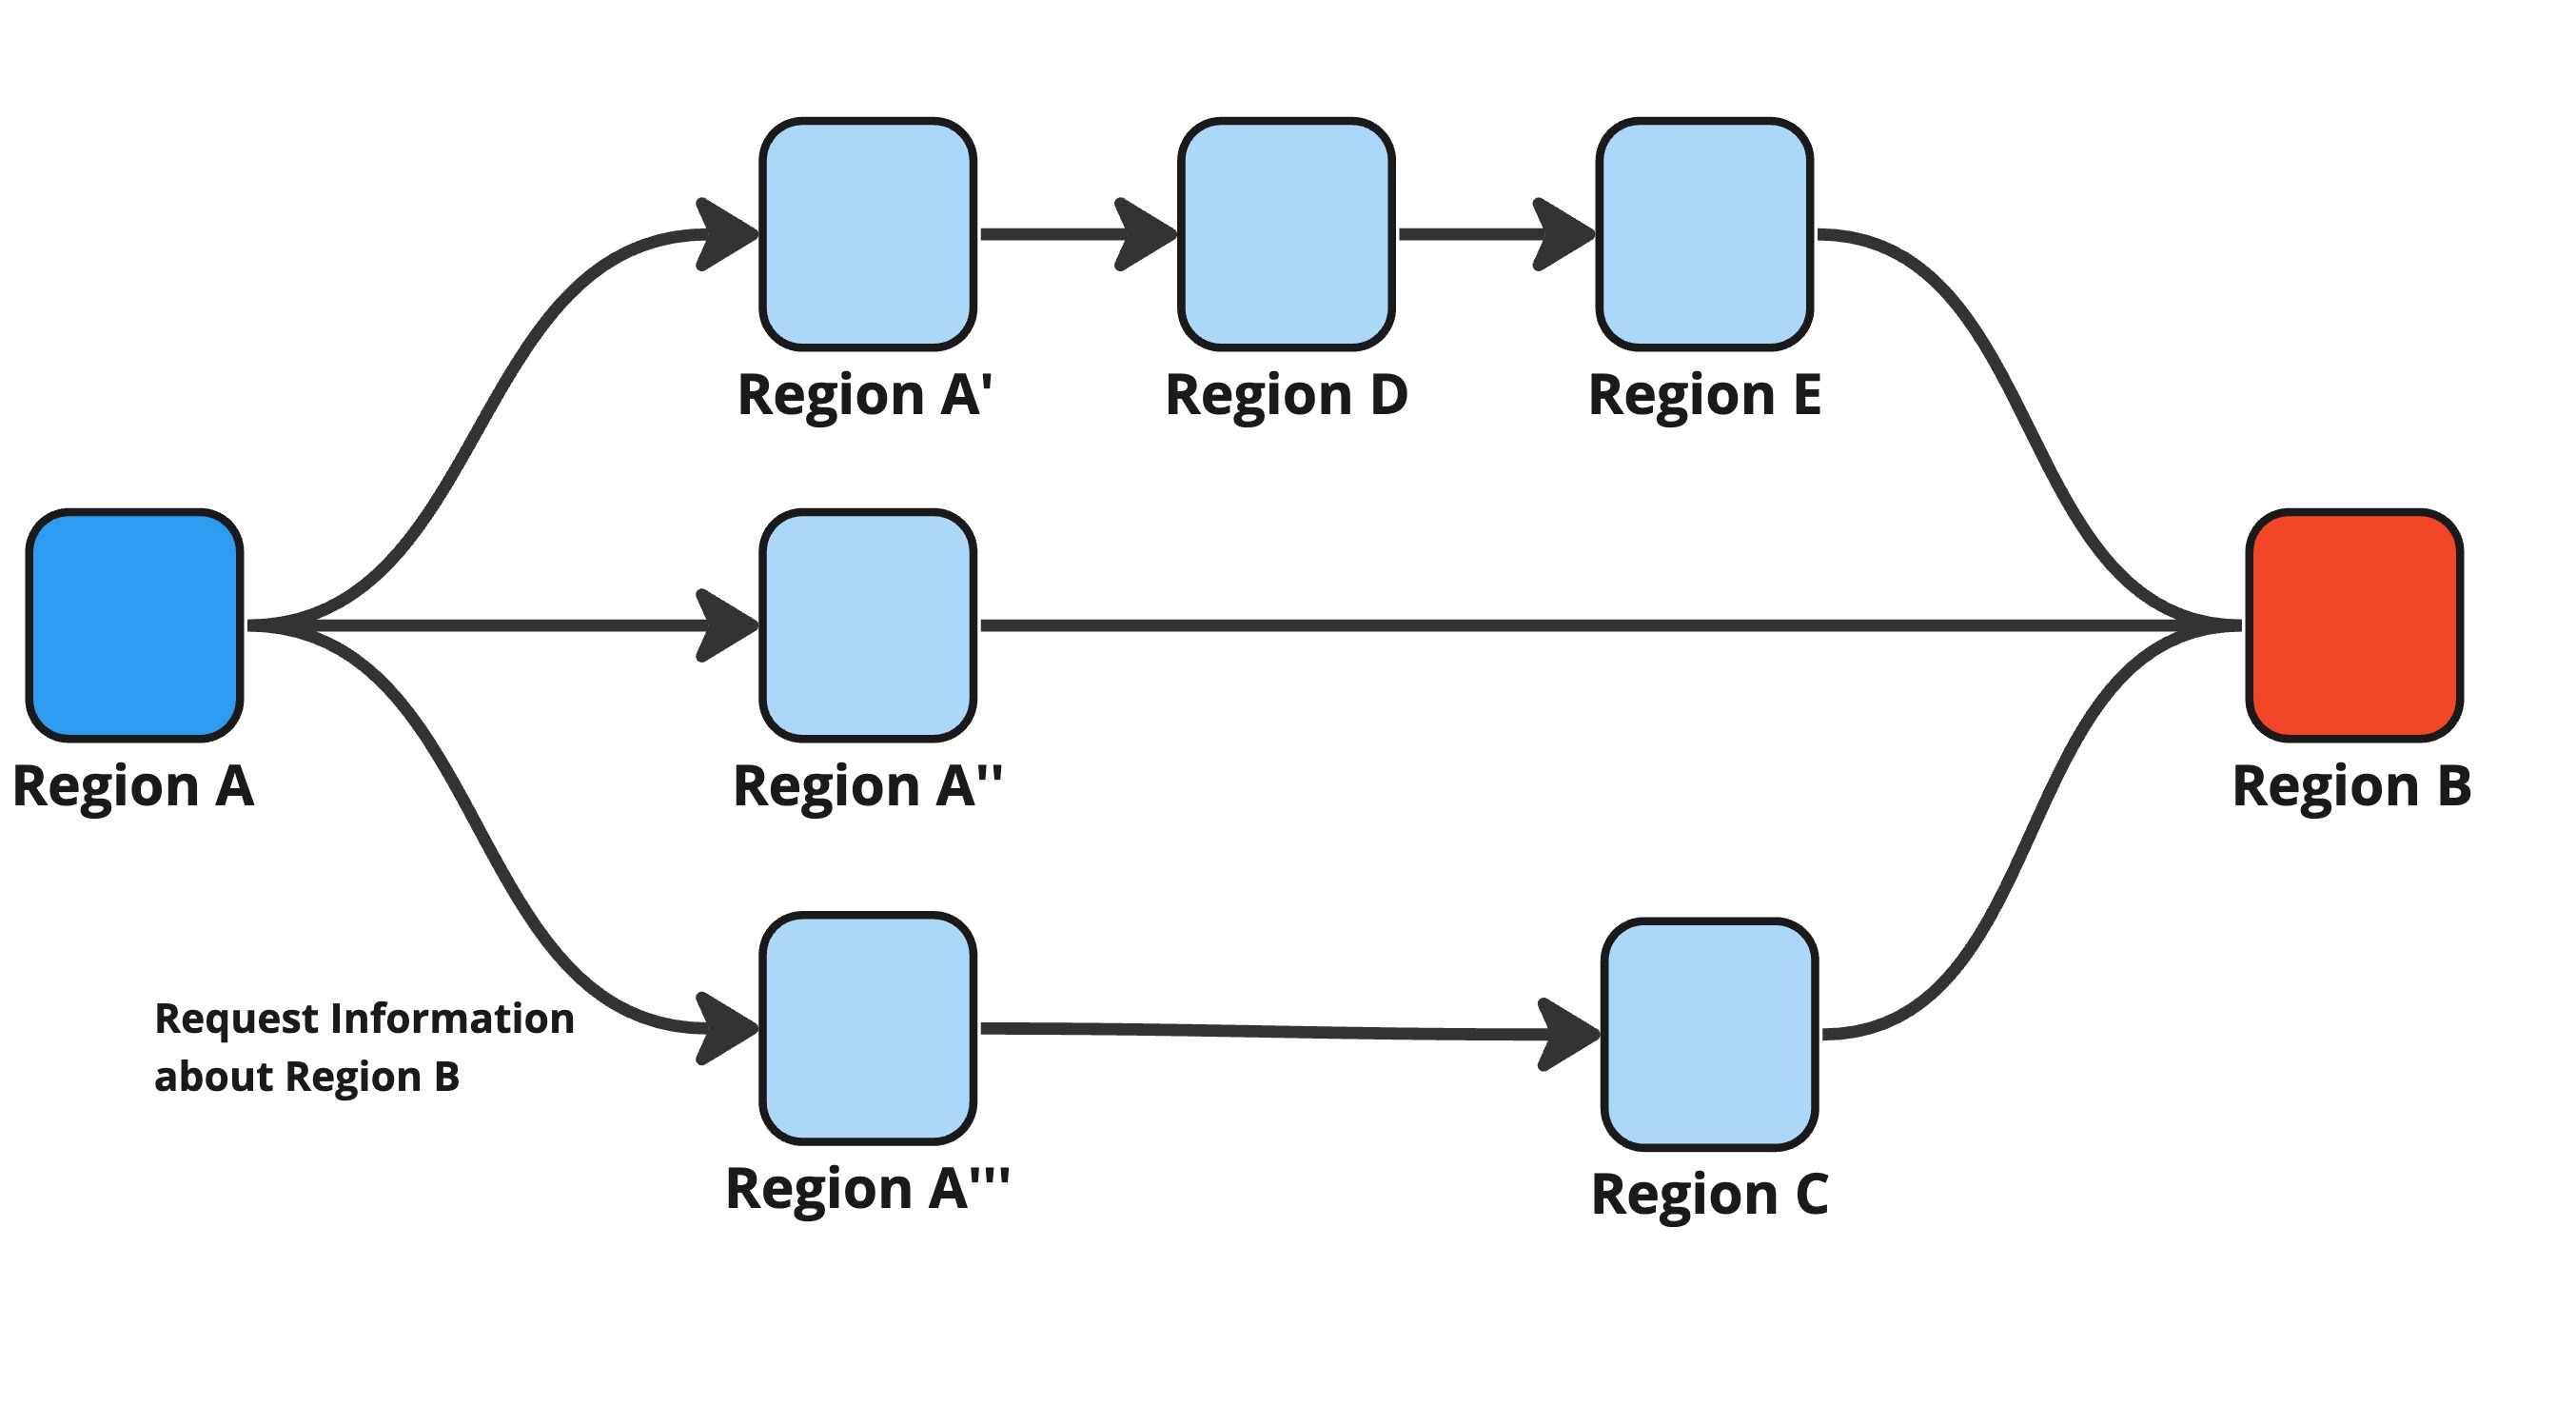 Region A'
Region D
Region E
Region A
Region A''
Region B
Request Information
about Region B
Region A'''
Region C